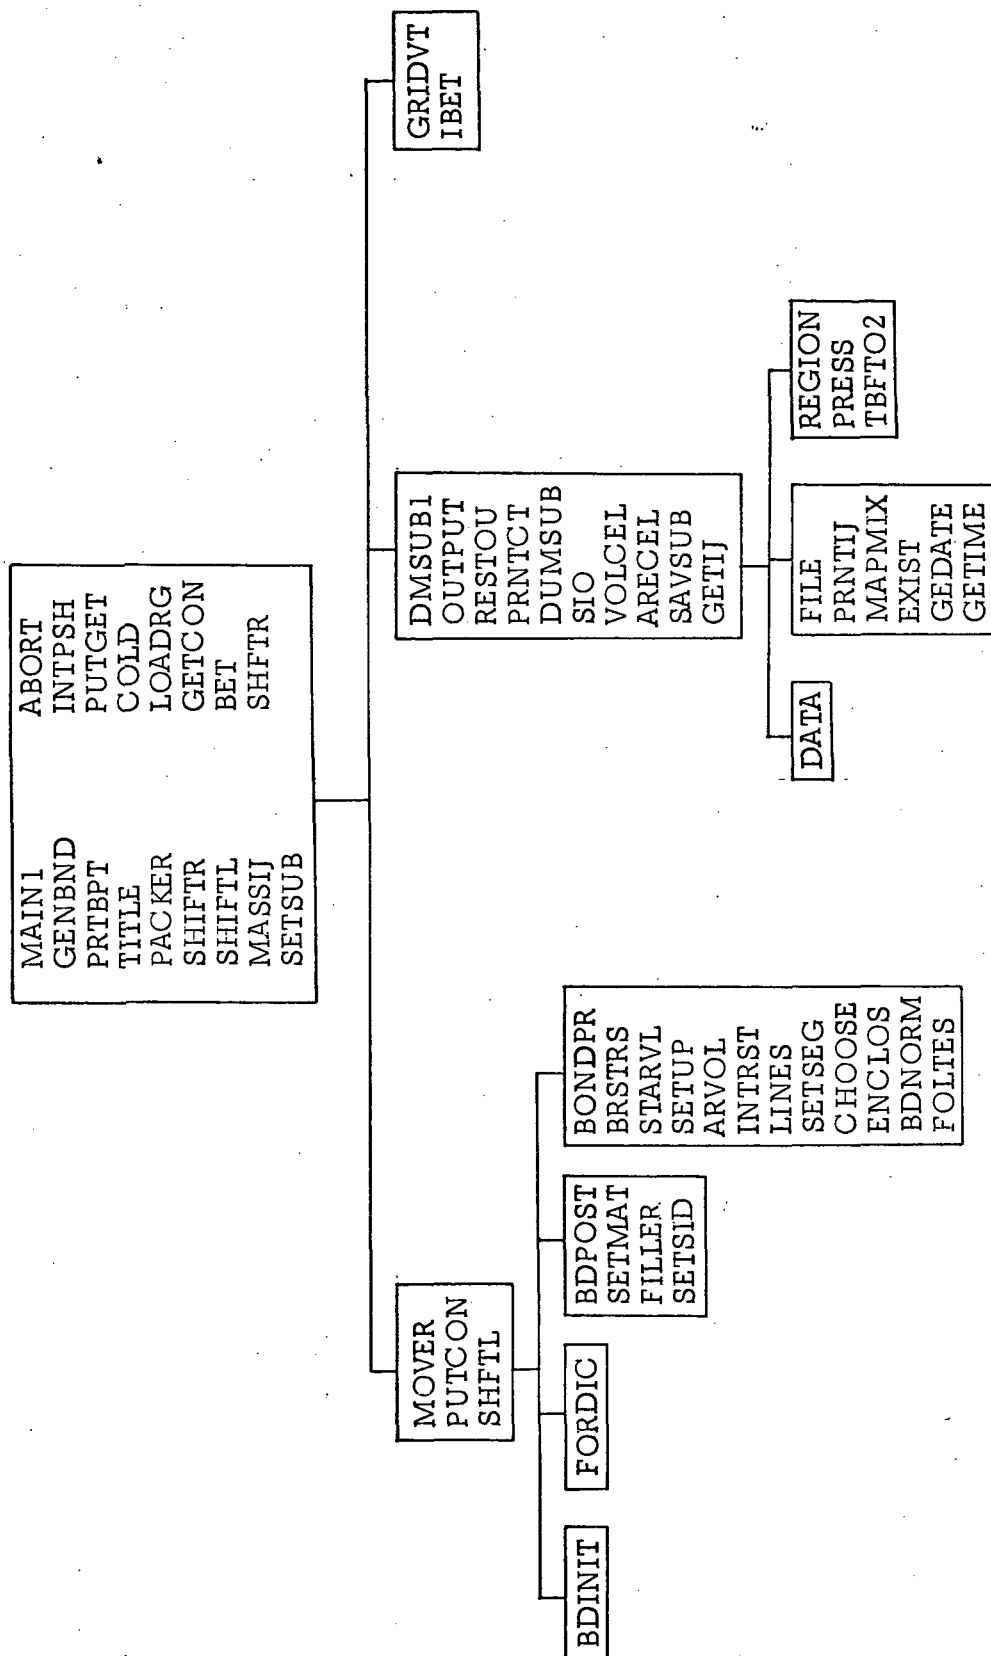 MAIN1
GENBND
PRTBPT
TITLE
PACKER
SHIFTR
SHIFTL
MASSIJ
SETSUB
ABORT
INTPSH
PUTGET
COLD
LOADRG
GETCON
BET
SHFTR
MOVER
PUTCON
SHFTL
DMSUB1
OUTPUT
RESTOU
PRNTCT
DUMSUB
SIO
VOLCEL
ARECEL
SAVSUB
GETIJ
GRIDVT
IBET
BDINIT
FORDIC
BDPOST
SETMAT
FILLER
SETSID
BONDPR
BRSTRS
STARVL
SETUP
ARVOL
INTRST
LINES
SETSEG
CHOOSE
ENCLOS
BDNORM
FOLTES
DATA
FILE
PRNTIJ
MAPMIX
EXIST
GEDATE
GETIME
REGION
PRESS
TBFTO2